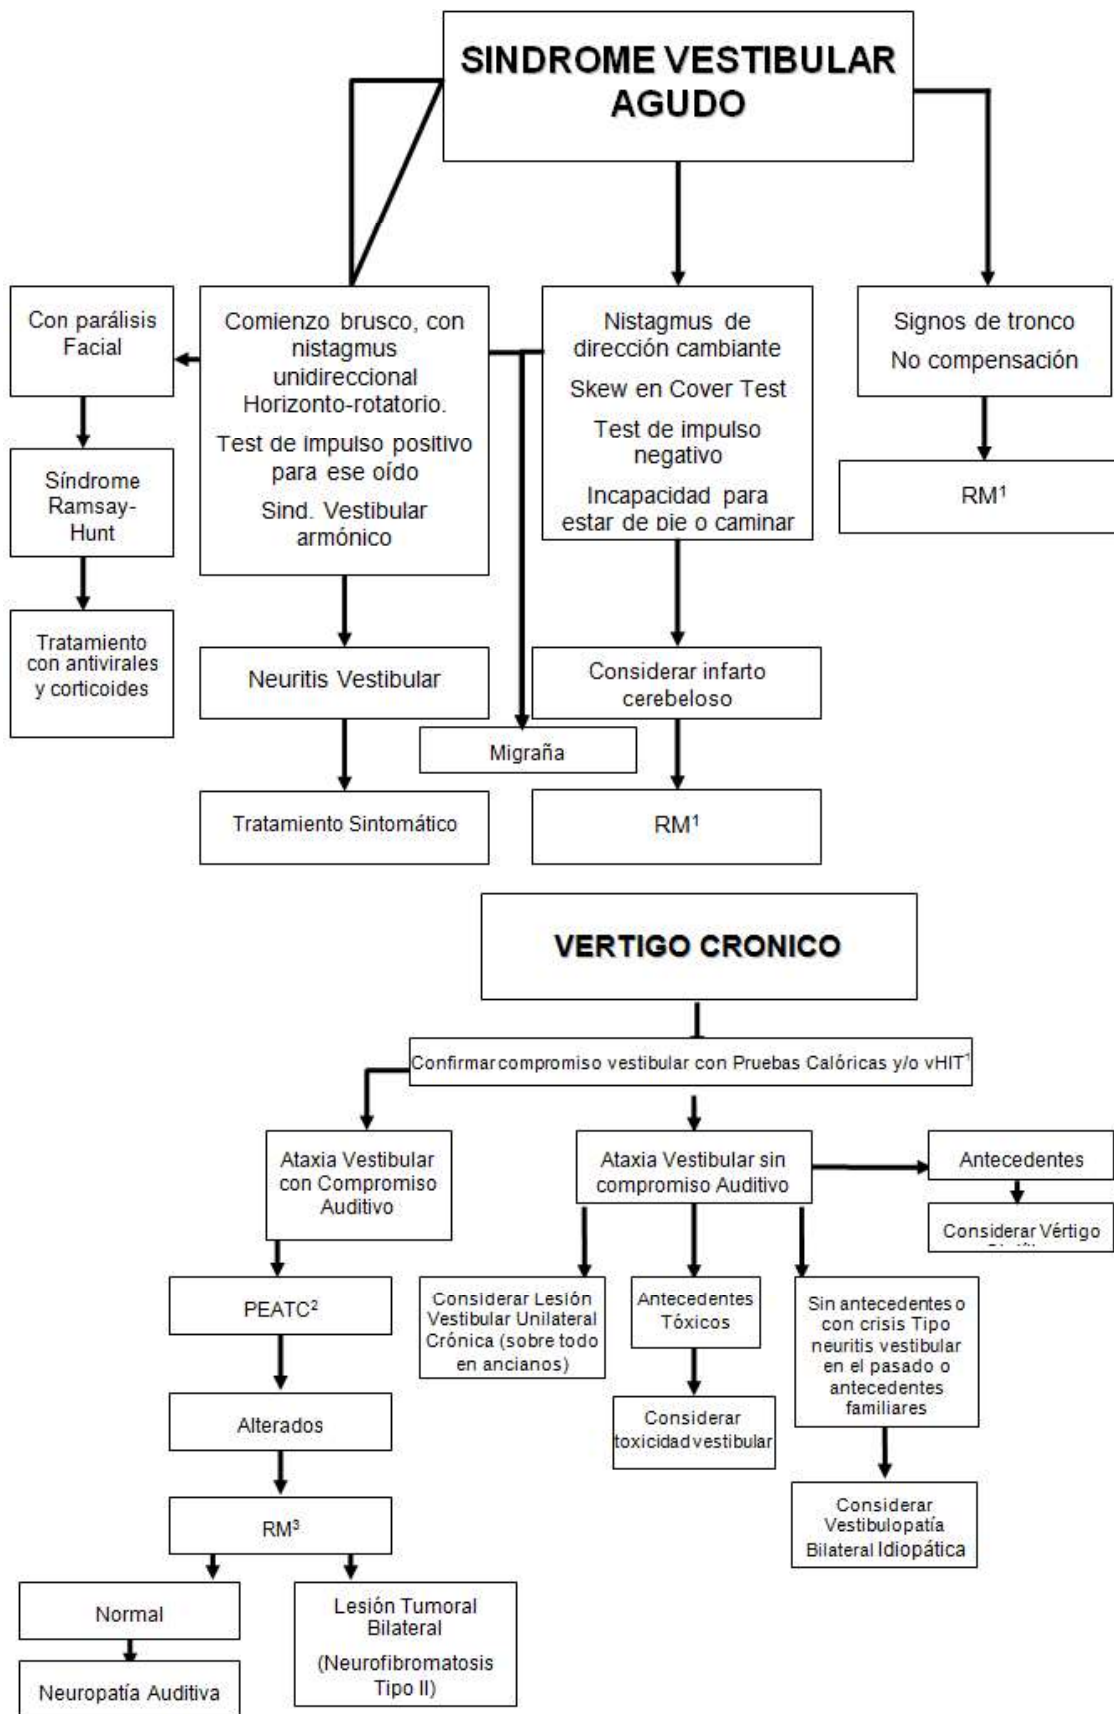 SINDROME VESTIBULAR
AGUDO
Con parálisis
Facial
Síndrome
Ramsay-
Hunt
Tratamiento
con antivirales
y corticoides
Comienzo brusco, con
nistagmus
unidireccional
Horizonto-rotatorio.
Test de impulso positivo
para ese oído
Sind. Vestibular
armónico
Neuritis Vestibular
Tratamiento Sintomático
Migraña
Nistagmus de
dirección cambiante
Skew en Cover Test
Test de impulso
negativo
Incapacidad para
estar de pie o caminar
Considerar infarto
cerebeloso
RM¹
Signos de tronco
No compensación
RM¹
VERTIGO CRONICO
Confirmar compromiso vestibular con Pruebas Calóricas y/o vHIT¹
Ataxia Vestibular
con Compromiso
Auditivo
PEATC²
Alterados
RM³
Normal
Neuropatía Auditiva
Lesión Tumoral
Bilateral
(Neurofibromatosis
Tipo II)
Ataxia Vestibular sin
compromiso Auditivo
Considerar Lesión
Vestibular Unilateral
Crónica (sobre todo
en ancianos)
Antecedentes
Tóxicos
Considerar
toxicidad vestibular
Sin antecedentes o
con crisis Tipo
neuritis vestibular
en el pasado o
antecedentes
familiares
Considerar
Vestibulopatía
Bilateral Idiopática
Antecedentes
Considerar Vértigo